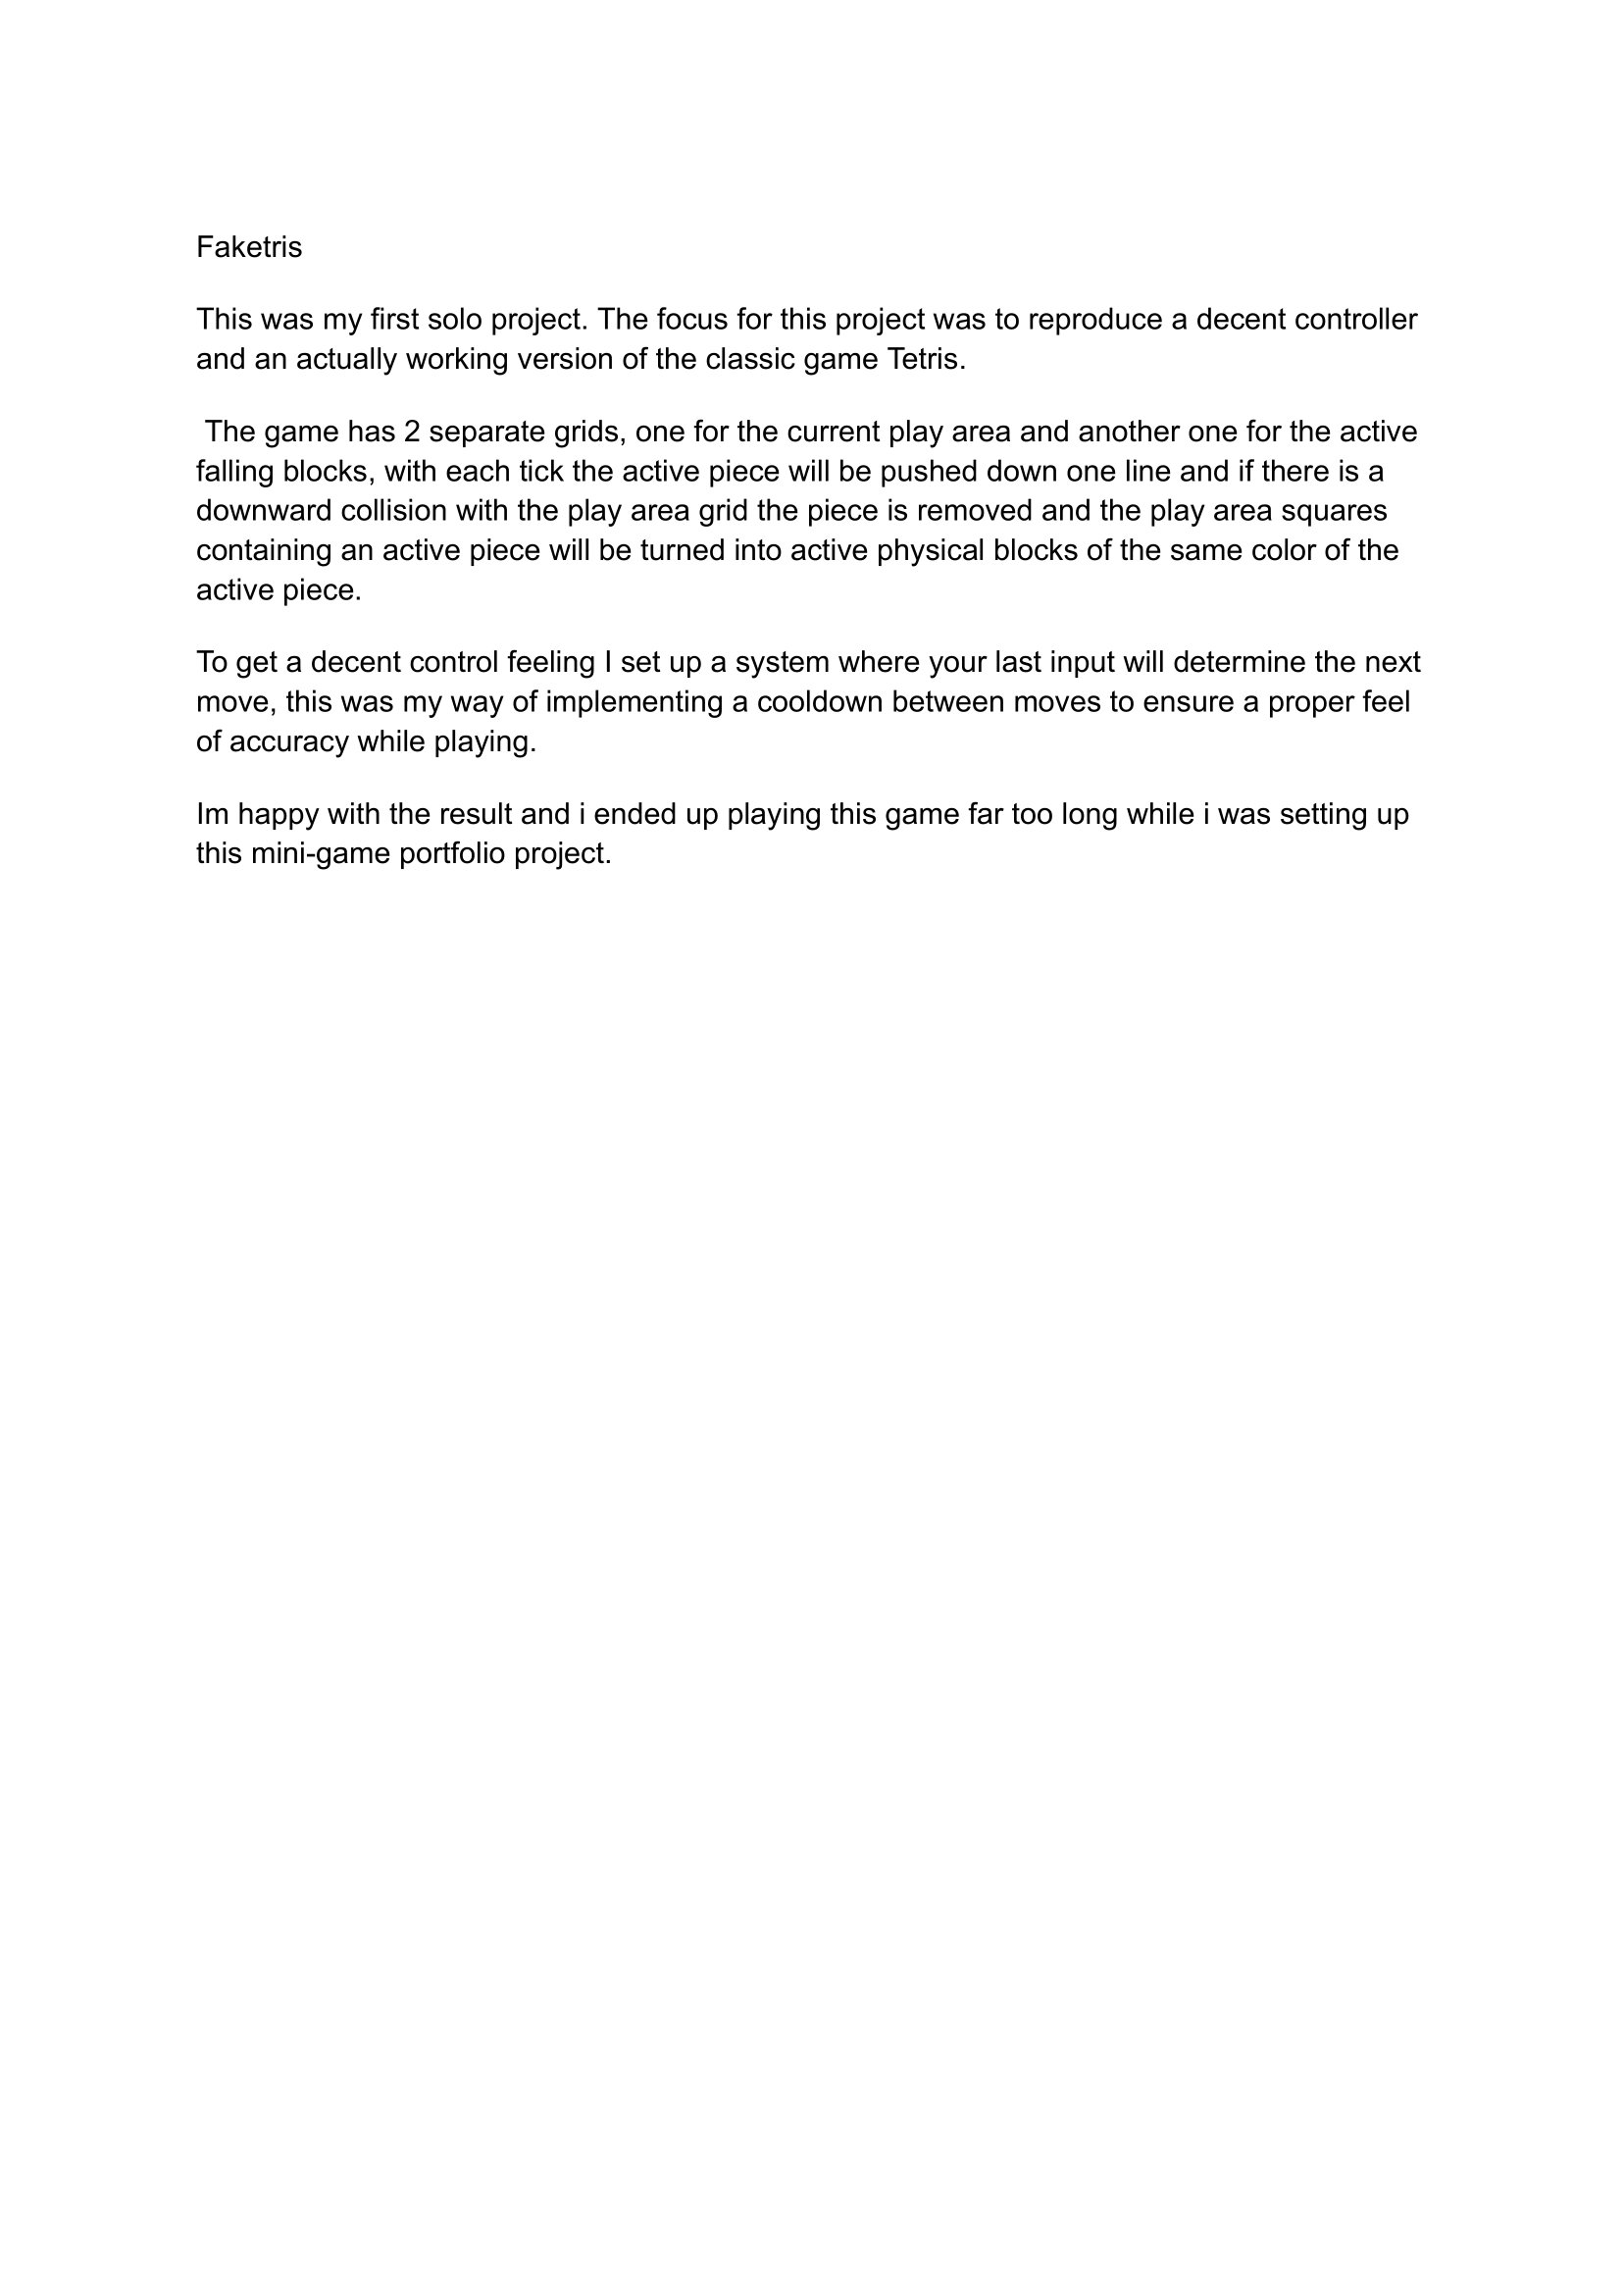 Faketris
This was my first solo project. The focus for this project was to reproduce a decent controller
and an actually working version of the classic game Tetris.
The game has 2 separate grids, one for the current play area and another one for the active
falling blocks, with each tick the active piece will be pushed down one line and if there is a
downward collision with the play area grid the piece is removed and the play area squares
containing an active piece will be turned into active physical blocks of the same color of the
active piece.
To get a decent control feeling I set up a system where your last input will determine the next
move, this was my way of implementing a cooldown between moves to ensure a proper feel
of accuracy while playing.
Im happy with the result and i ended up playing this game far too long while i was setting up
this mini-game portfolio project.